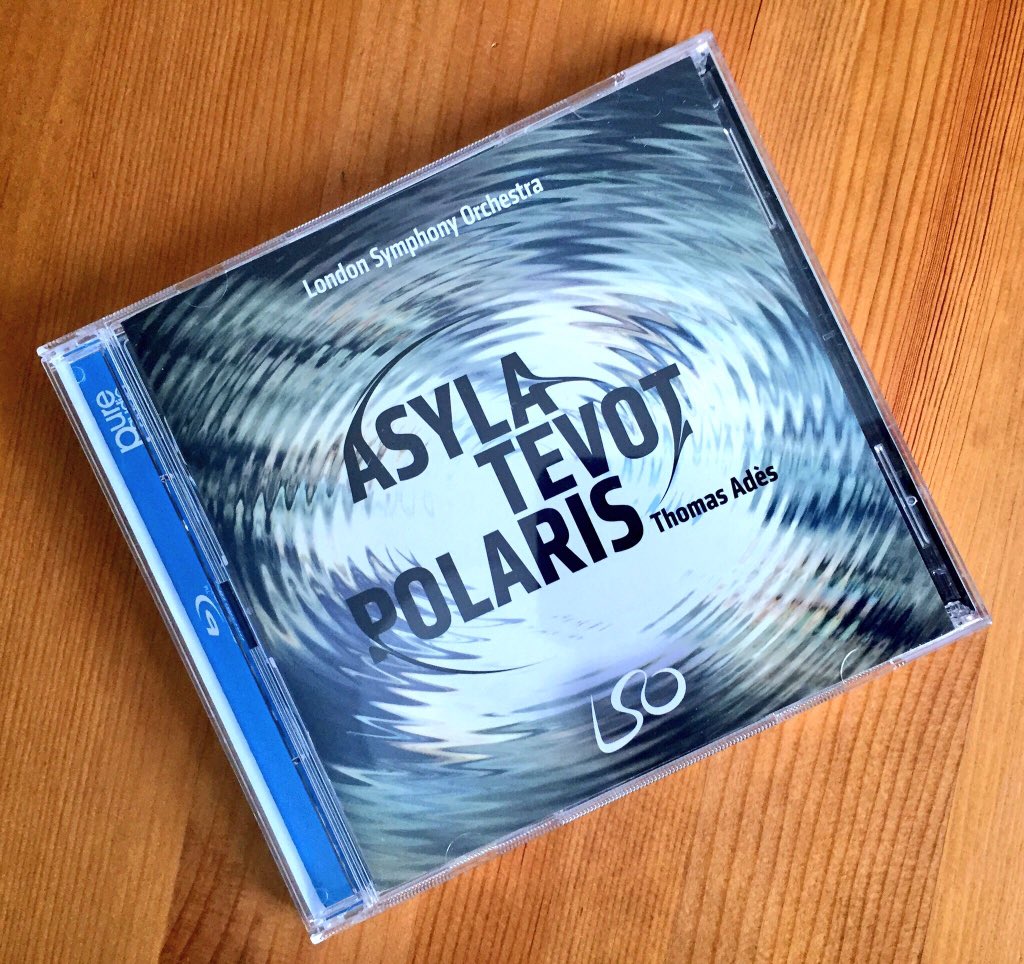 London Symphony Orchestra
ASYLA
TEVOT
POLARIS
Thomas Adès
LSO
pure